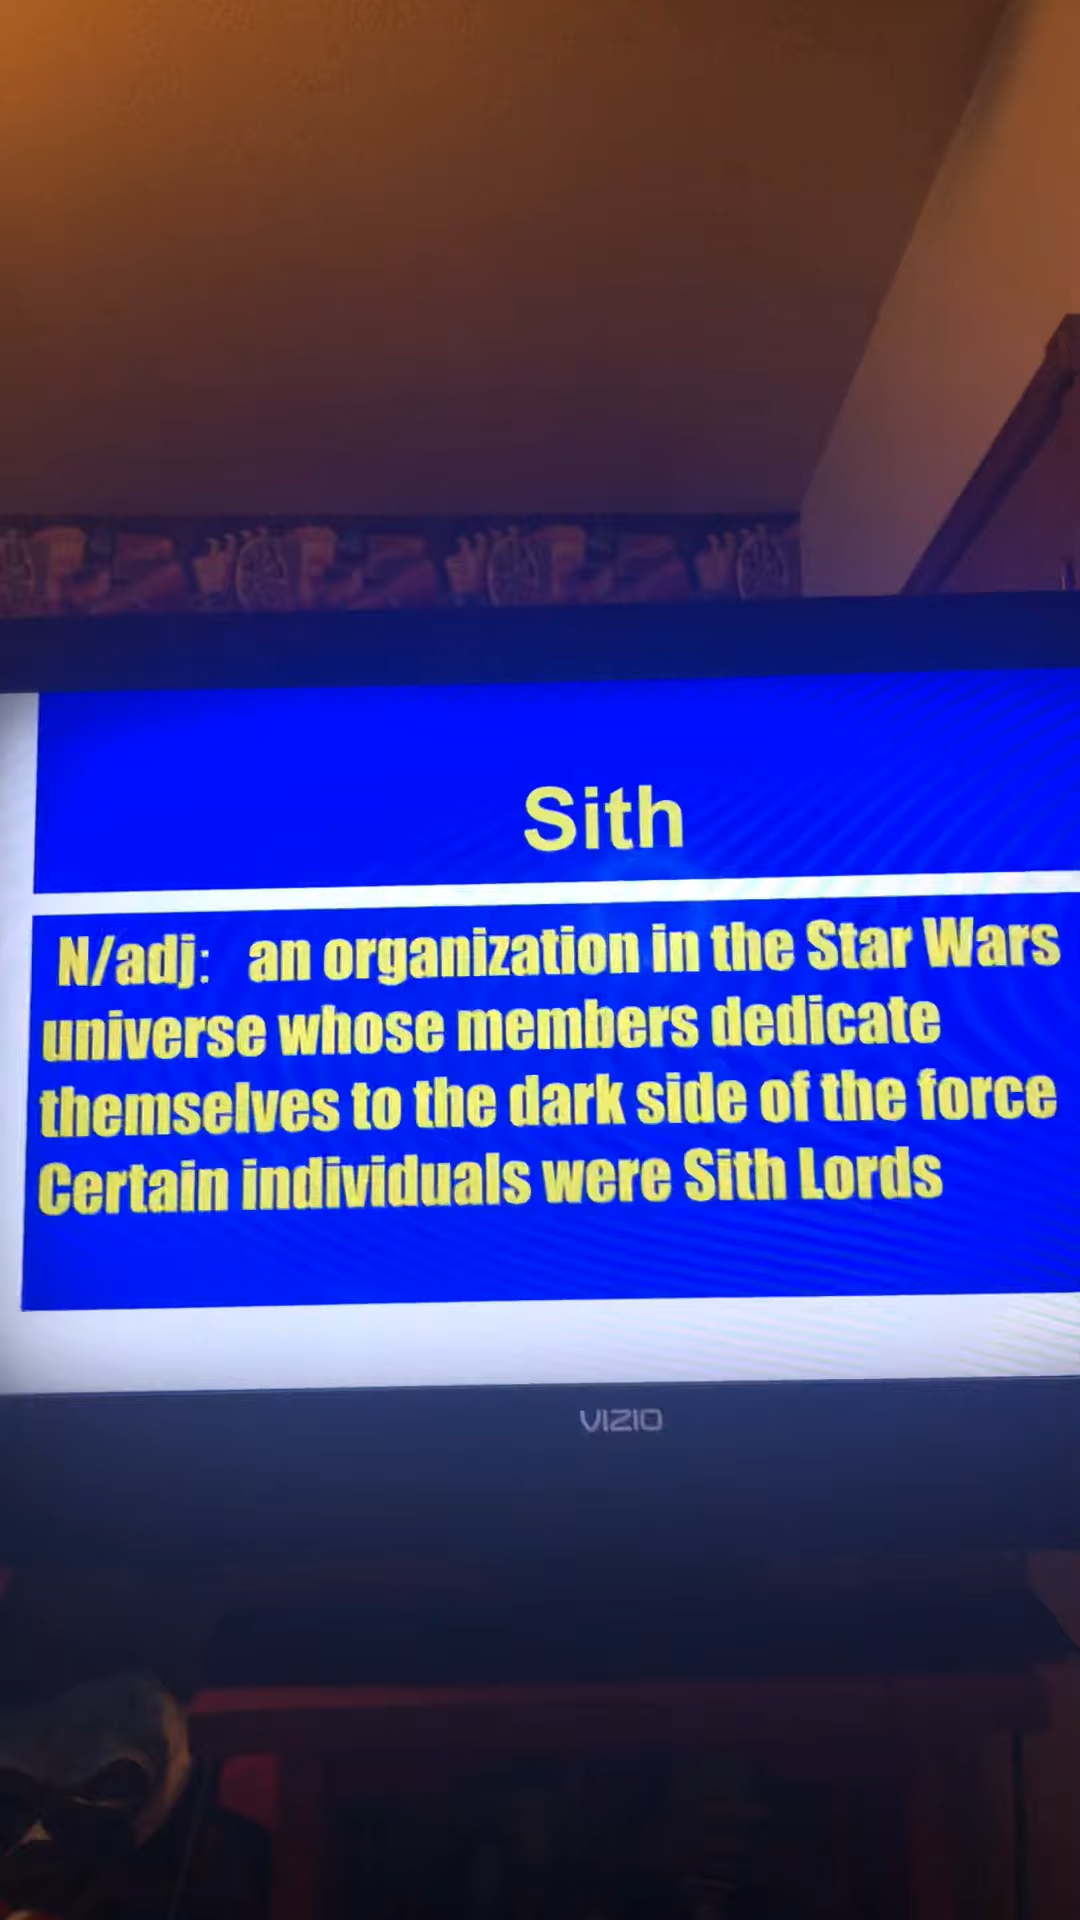 Sith
N/adj: an organization in the Star Wars
universe whose members dedicate
themselves to the dark side of the force
Certain individuals were Sith Lords
VIZIO